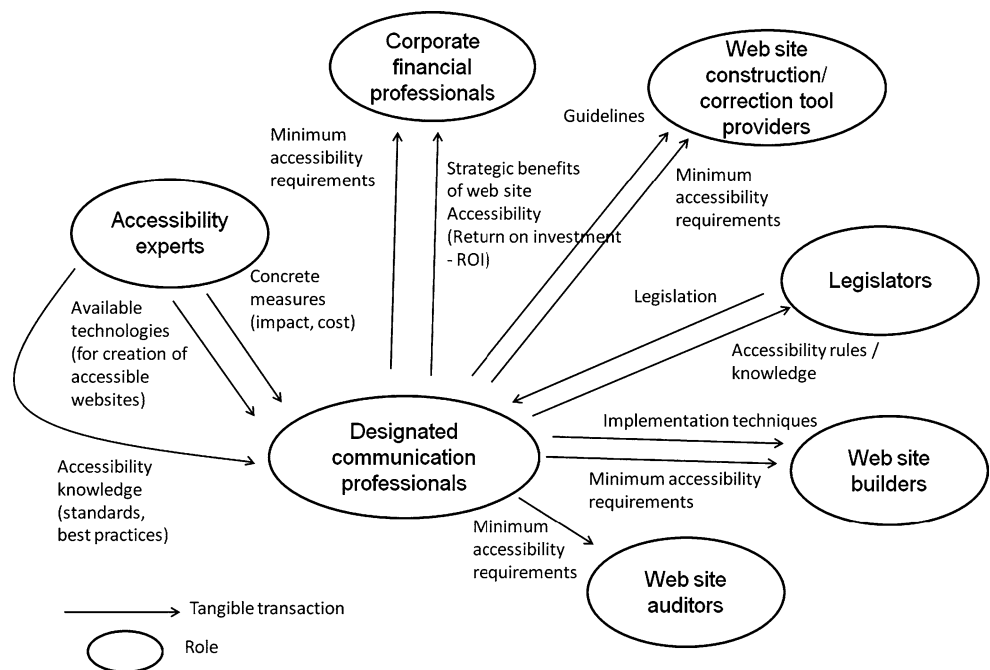 Corporate
financial
professionals
Web site
construction/
correction tool
providers
Guidelines
Minimum
accessibility
requirements
Strategic benefits
of web site
Accessibility
(Return on investment
- ROI)
Minimum
accessibility
requirements
Accessibility
experts
Concrete
measures
(impact, cost)
Available
technologies
(for creation of
accessible
websites)
Legislators
Legislation
Accessibility rules /
knowledge
Designated
communication
professionals
Implementation techniques
Minimum accessibility
requirements
Web site
builders
Accessibility
knowledge
(standards,
best practices)
Minimum
accessibility
requirements
Web site
auditors
Tangible transaction
Role